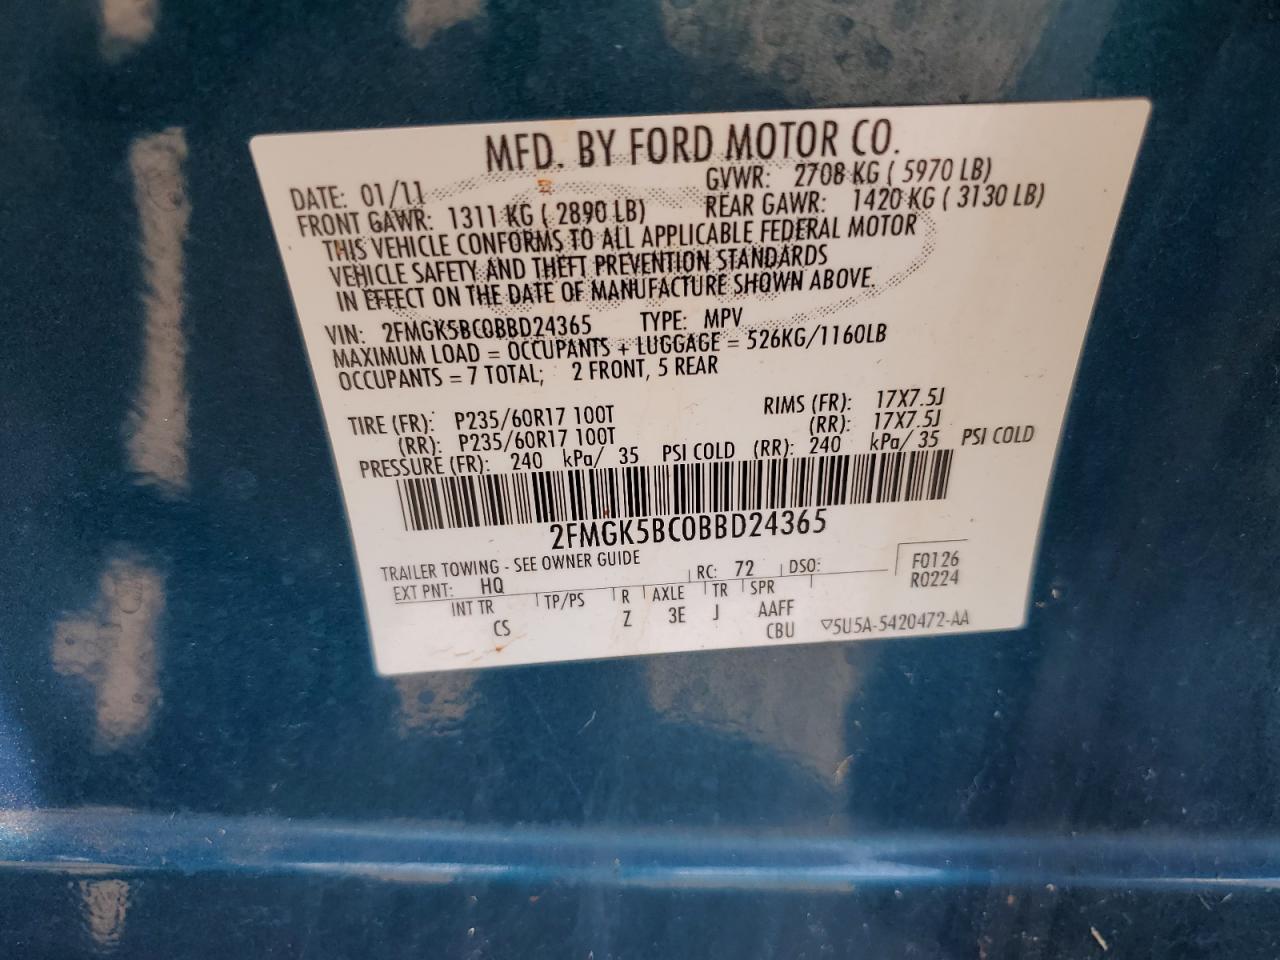 MFD. BY FORD MOTOR CO.
DATE: 01/11 GVWR: 2708 KG ( 5970 LB)
FRONT GAWR: 1311 KG ( 2890 LB) REAR GAWR: 1420 KG ( 3130 LB)
THIS VEHICLE CONFORMS TO ALL APPLICABLE FEDERAL MOTOR
VEHICLE SAFETY AND THEFT PREVENTION STANDARDS
IN EFFECT ON THE DATE OF MANUFACTURE SHOWN ABOVE.
VIN: 2FMGK5BC0BBD24365 TYPE: MPV
MAXIMUM LOAD = OCCUPANTS + LUGGAGE = 526KG/1160LB
OCCUPANTS = 7 TOTAL; 2 FRONT, 5 REAR
TIRE (FR): P235/60R17 100T RIMS (FR): 17X7.5J
(RR): P235/60R17 100T (RR): 17X7.5J
PRESSURE (FR): 240 kPa/ 35 PSI COLD (RR): 240 kPa/ 35 PSI COLD
2FMGK5BC0BBD24365
TRAILER TOWING - SEE OWNER GUIDE
EXT PNT: HQ RC: 72 DSO: F0126
R0224
INT TR TP/PS R AXLE TR SPR
CS Z 3E J AAFF
CBU ▽5U5A-5420472-AA